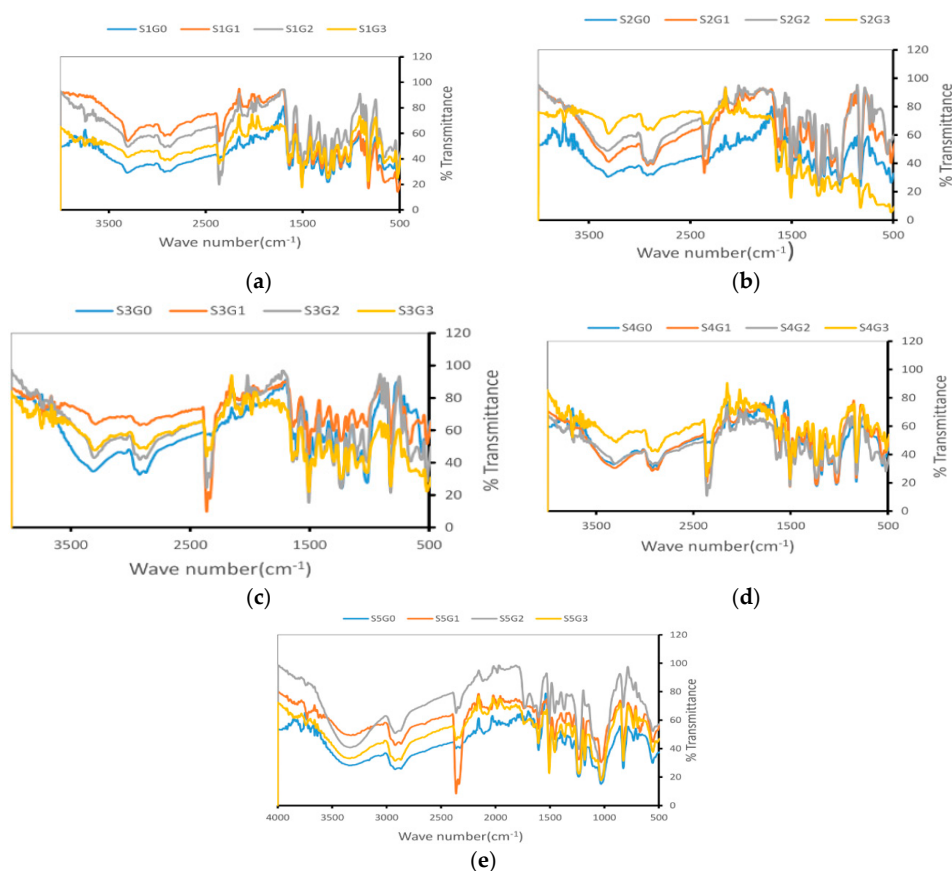 S1G0 S1G1 S1G2 S1G3
120
100
80
60
40
20
0
% Transmittance
3500 2500 1500 500
Wave number(cm⁻¹)
(a)
S2G0 S2G1 S2G2 S2G3
120
100
80
60
40
20
0
% Transmittance
3500 2500 1500 500
Wave number(cm⁻¹)
(b)
S3G0 S3G1 S3G2 S3G3
120
100
80
60
40
20
0
% Transmittance
3500 2500 1500 500
Wave number(cm⁻¹)
(c)
S4G0 S4G1 S4G2 S4G3
120
100
80
60
40
20
0
% Transmittance
3500 2500 1500 500
Wave number(cm⁻¹)
(d)
S5G0 S5G1 S5G2 S5G3
120
100
80
60
40
20
0
% Transmittance
4000 3500 3000 2500 2000 1500 1000 500
Wave number(cm⁻¹)
(e)